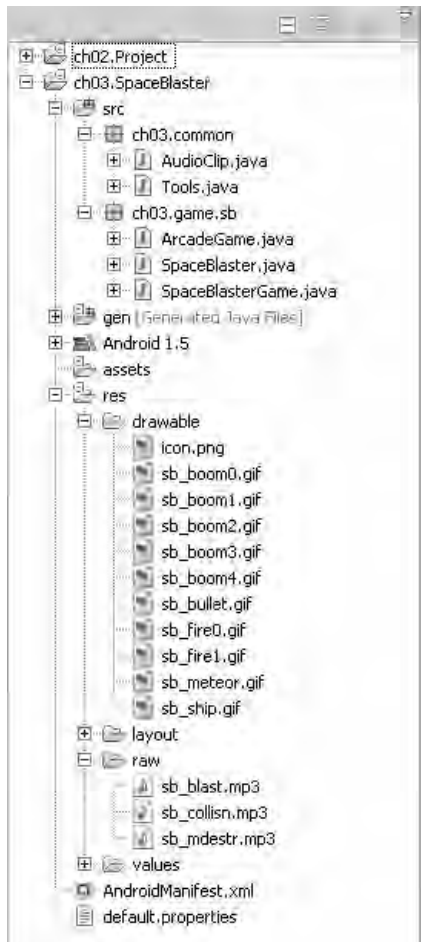 ch02.Project
ch03.SpaceBlaster
src
ch03.common
AudioClip.java
Tools.java
ch03.game.sb
ArcadeGame.java
SpaceBlaster.java
SpaceBlasterGame.java
gen [Generated Java Files]
Android 1.5
assets
res
drawable
icon.png
sb_boom0.gif
sb_boom1.gif
sb_boom2.gif
sb_boom3.gif
sb_boom4.gif
sb_bullet.gif
sb_fire0.gif
sb_fire1.gif
sb_meteor.gif
sb_ship.gif
layout
raw
sb_blast.mp3
sb_collisn.mp3
sb_mdestr.mp3
values
AndroidManifest.xml
default.properties